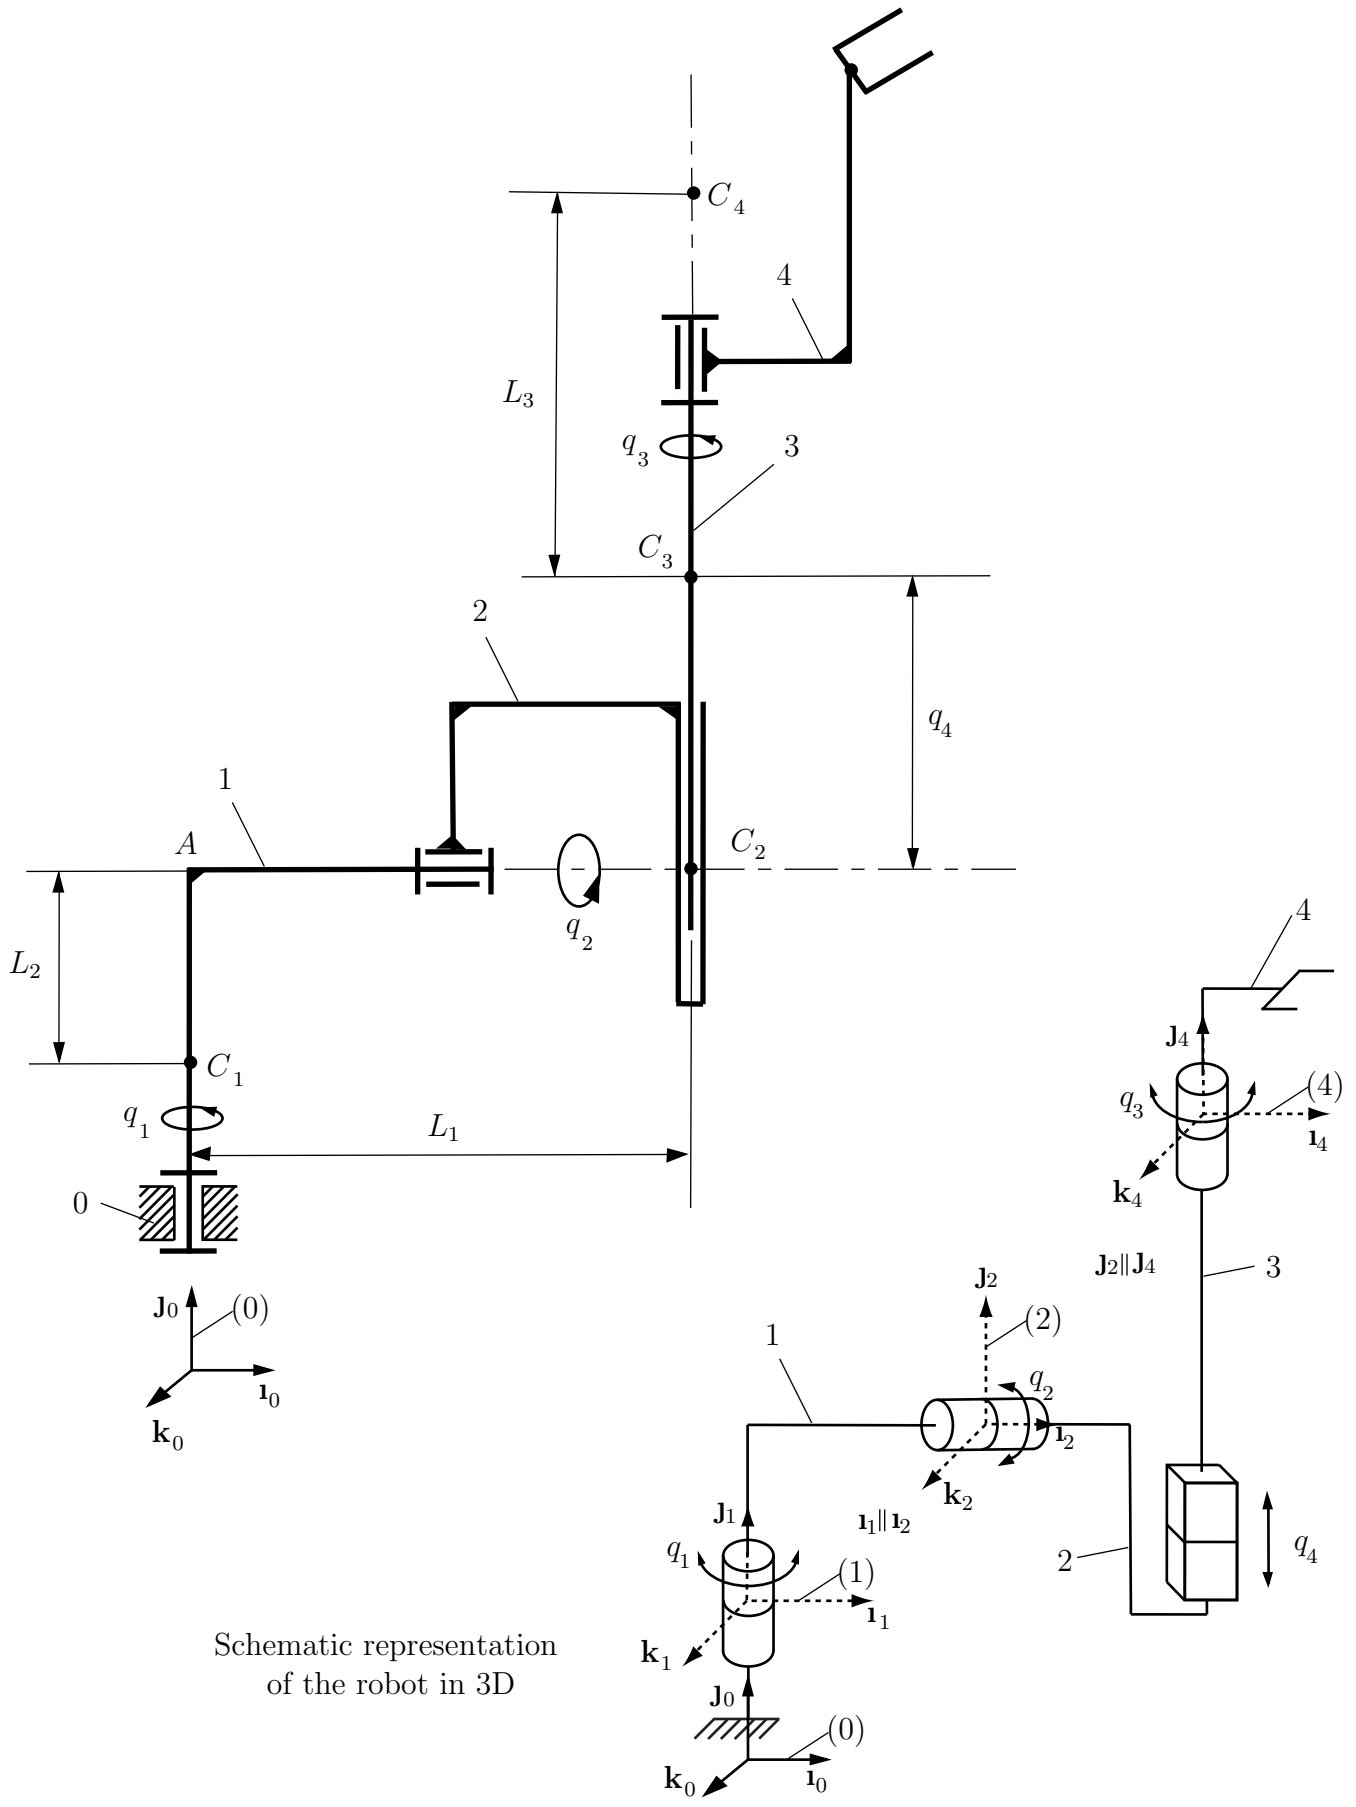 C4
4
L3
q3
3
C3
2
q4
1
A
C2
q2
L2
C1
q1
L1
0
J0
(0)
ı0
k0
4
J4
(4)
q3
ı4
k4
J2||J4
3
J2
(2)
1
q2
ı2
k2
J1
ı1||ı2
q1
(1)
2
q4
ı1
k1
Schematic representation
of the robot in 3D
J0
(0)
k0
ı0